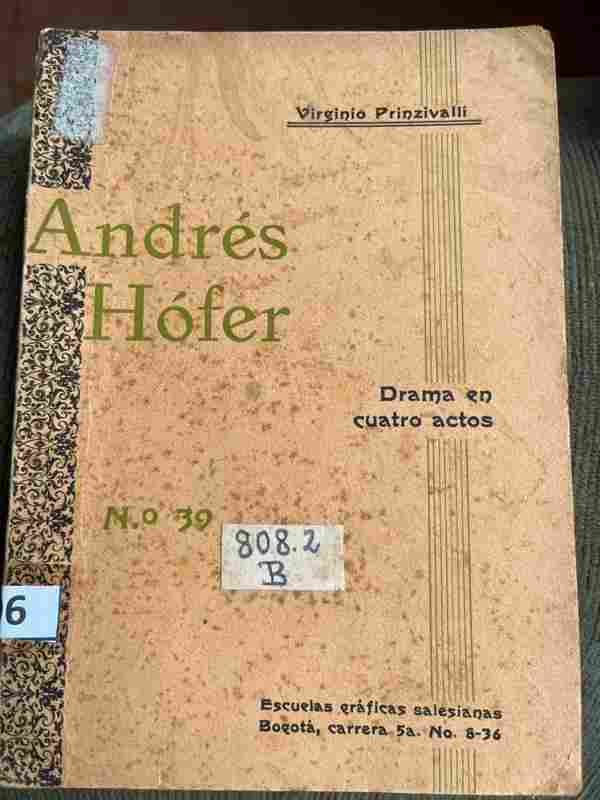 Virginio Prinzivalli
Andrés
Hófer
Drama en
cuatro actos
N.o 39
808.2
B
96
Escuelas gráficas salesianas
Bogotá, carrera 5a. No. 8-36